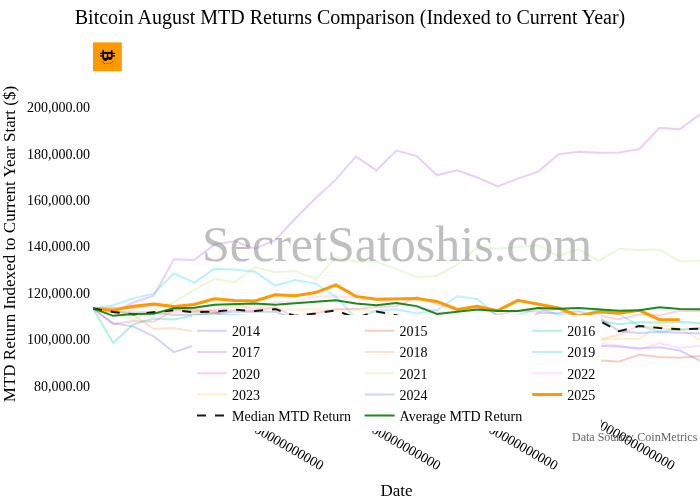 Bitcoin August MTD Returns Comparison (Indexed to Current Year)
MTD Return Indexed to Current Year Start ($)
200,000.00
180,000.00
160,000.00
140,000.00
120,000.00
100,000.00
80,000.00
SecretSatoshis.com
2014 2015 2016
2017 2018 2019
2020 2021 2022
2023 2024 2025
Median MTD Return Average MTD Return
Data Source: CoinMetrics
Date